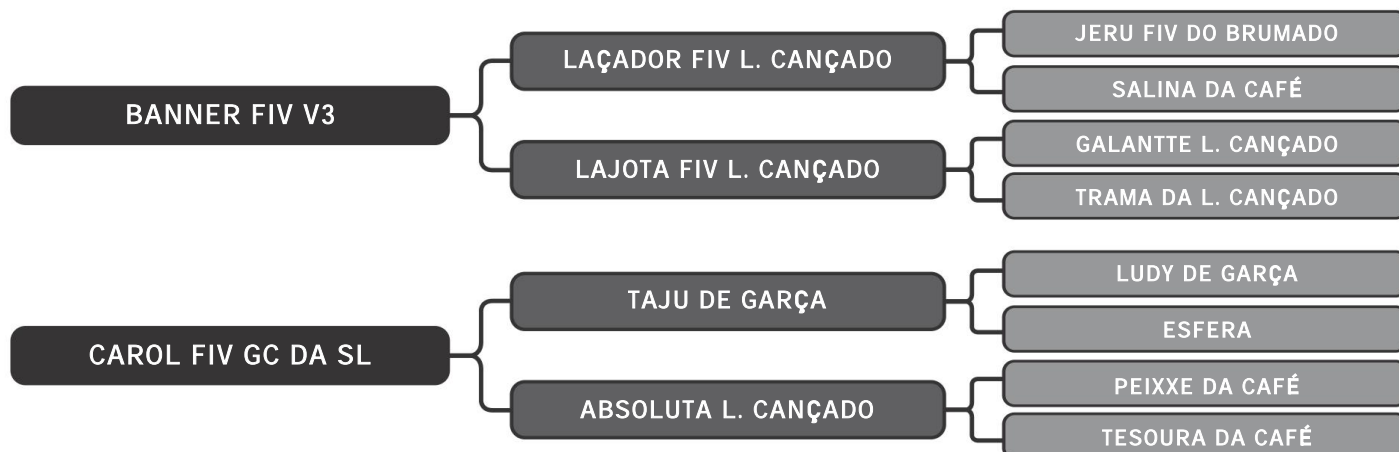 BANNER FIV V3
LAÇADOR FIV L. CANÇADO
JERU FIV DO BRUMADO
SALINA DA CAFÉ
LAJOTA FIV L. CANÇADO
GALANTTE L. CANÇADO
TRAMA DA L. CANÇADO
CAROL FIV GC DA SL
TAJU DE GARÇA
LUDY DE GARÇA
ESFERA
ABSOLUTA L. CANÇADO
PEIXXE DA CAFÉ
TESOURA DA CAFÉ